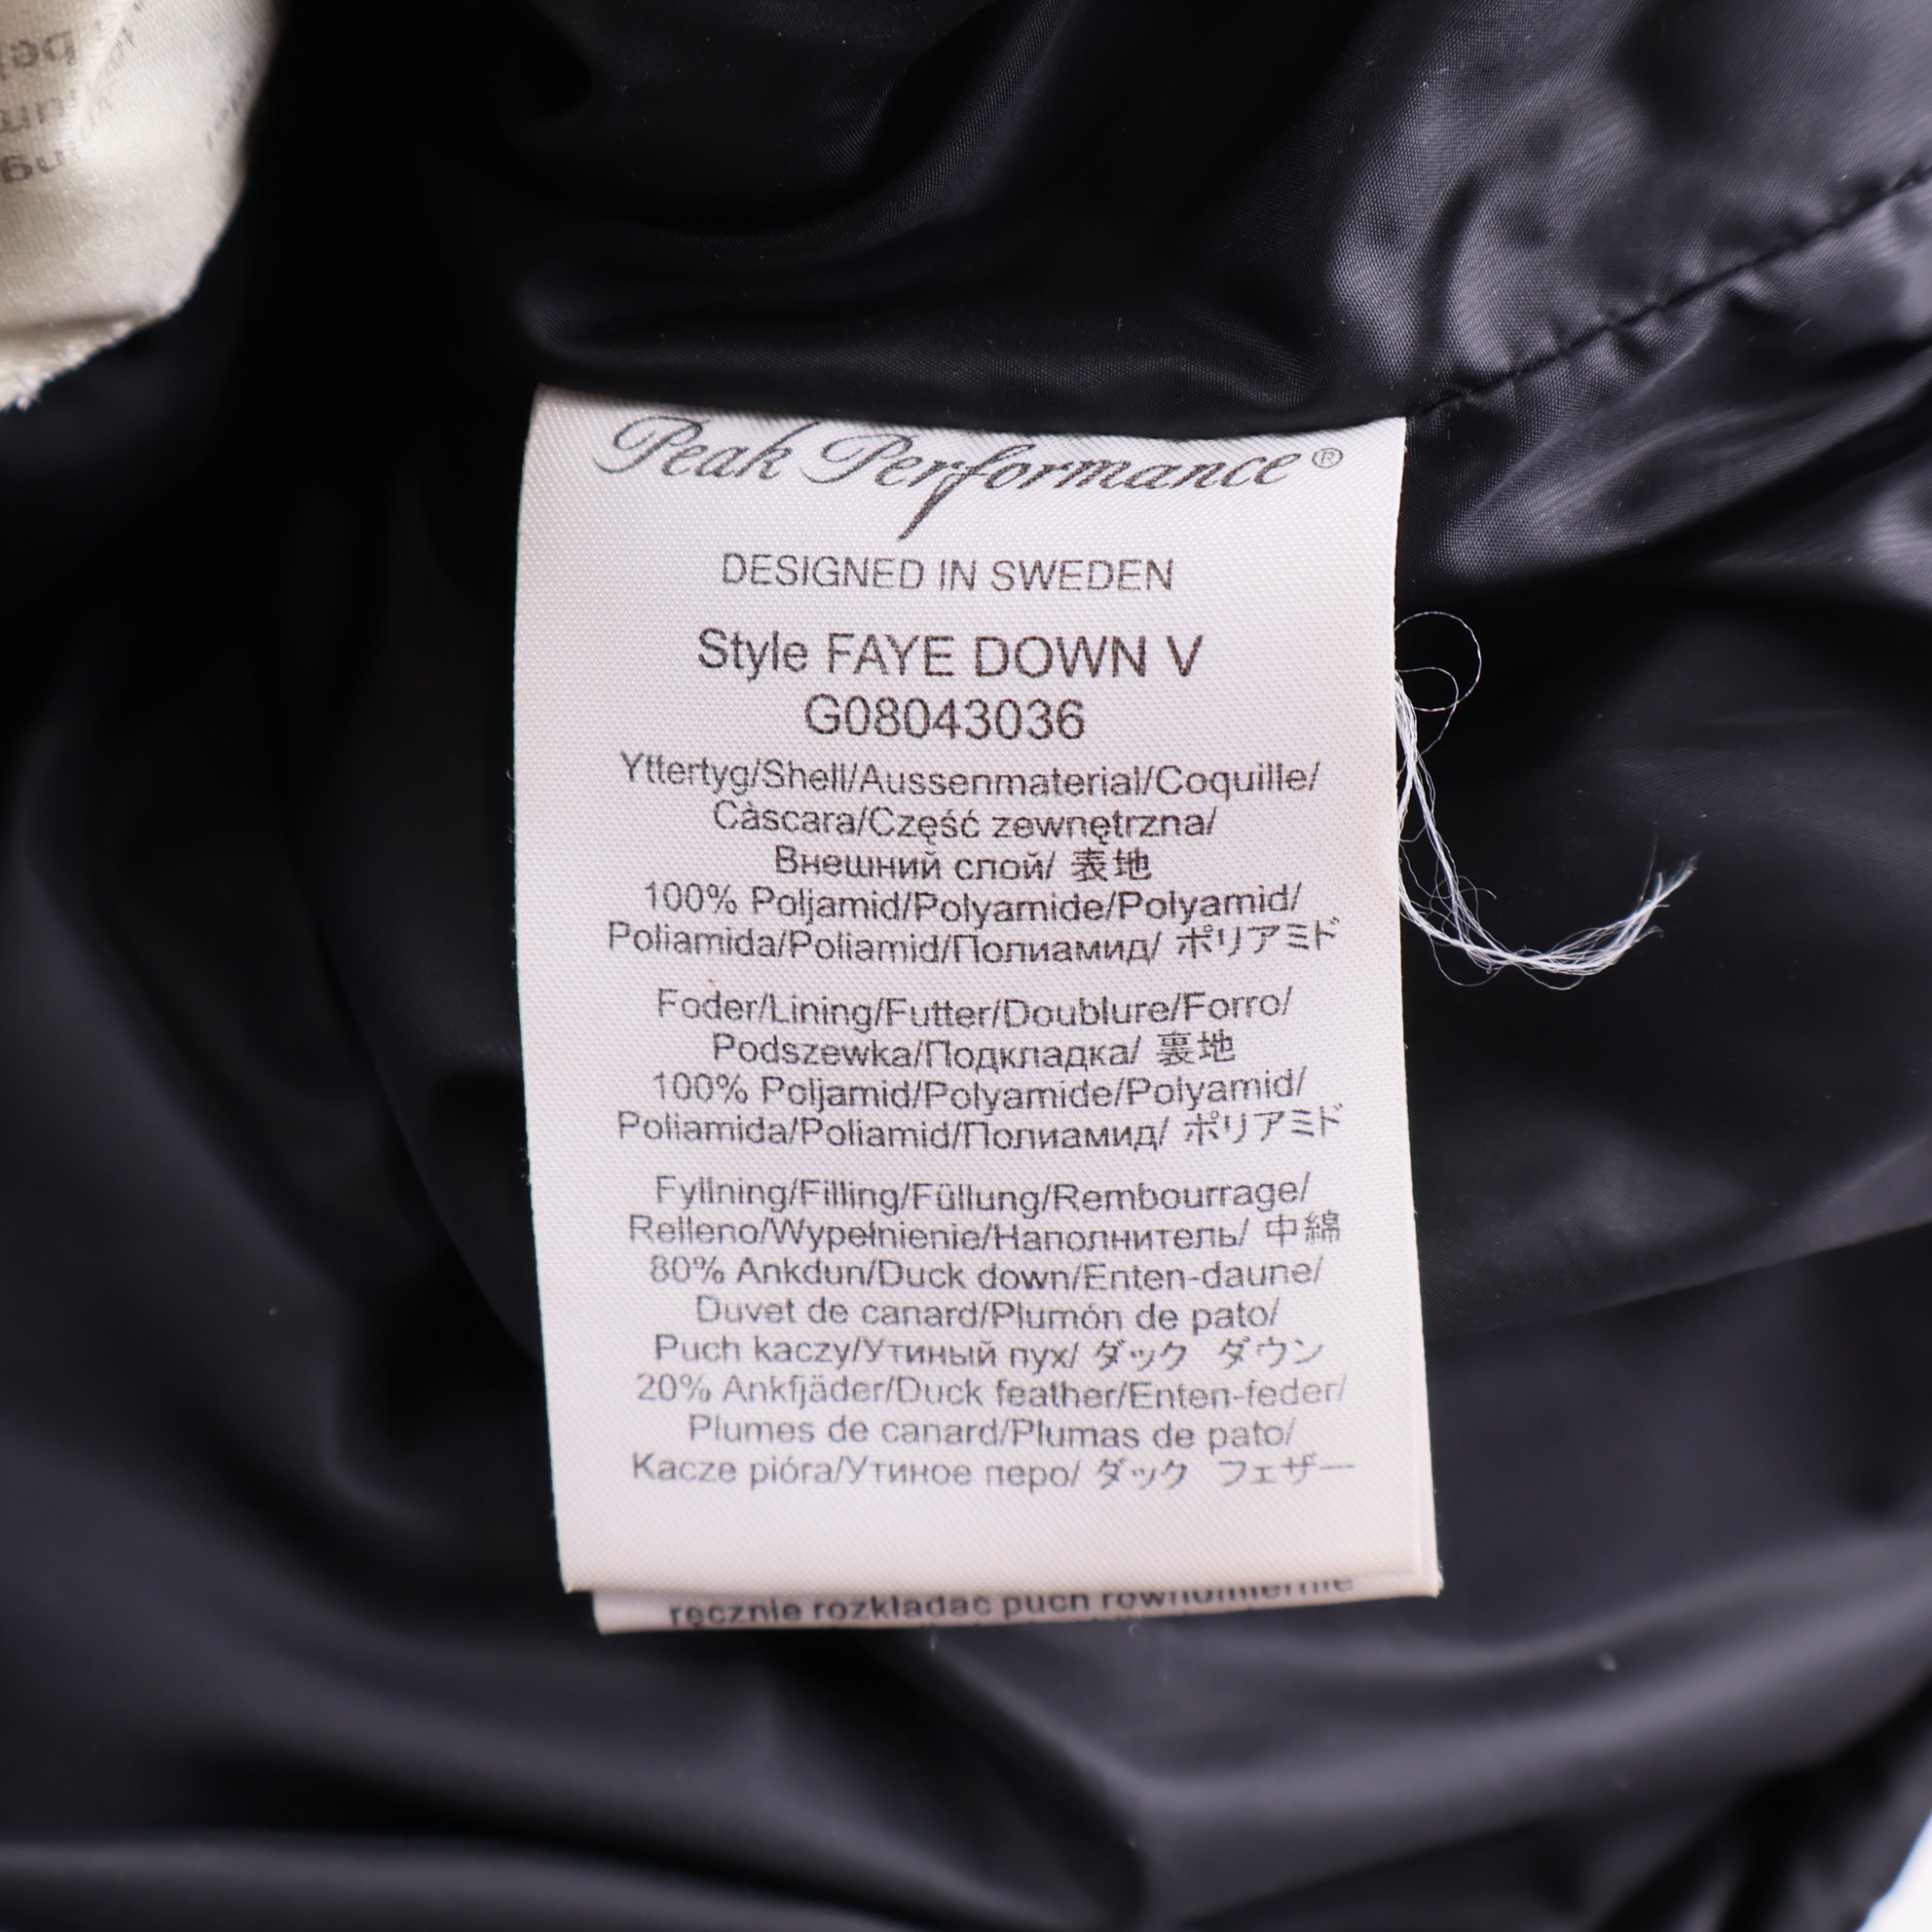 Peak Performance®
DESIGNED IN SWEDEN
Style FAYE DOWN V
G08043036
Yttertyg/Shell/Aussenmaterial/Coquille/
Càscara/Część zewnętrzna/
Внешний слой/ 表地
100% Poljamid/Polyamide/Polyamid/
Poliamida/Poliamid/Полиамид/ ポリアミド
Foder/Lining/Futter/Doublure/Forro/
Podszewka/Подкладка/ 裏地
100% Poljamid/Polyamide/Polyamid/
Poliamida/Poliamid/Полиамид/ ポリアミド
Fyllning/Filling/Füllung/Rembourrage/
Relleno/Wypełnienie/Наполнитель/ 中綿
80% Ankdun/Duck down/Enten-daune/
Duvet de canard/Plumón de pato/
Puch kaczy/Утиный пух/ ダック ダウン
20% Ankfjäder/Duck feather/Enten-feder/
Plumes de canard/Plumas de pato/
Kacze pióra/Утиное перо/ ダック フェザー
ręcznie rozkładać puch równomiernie